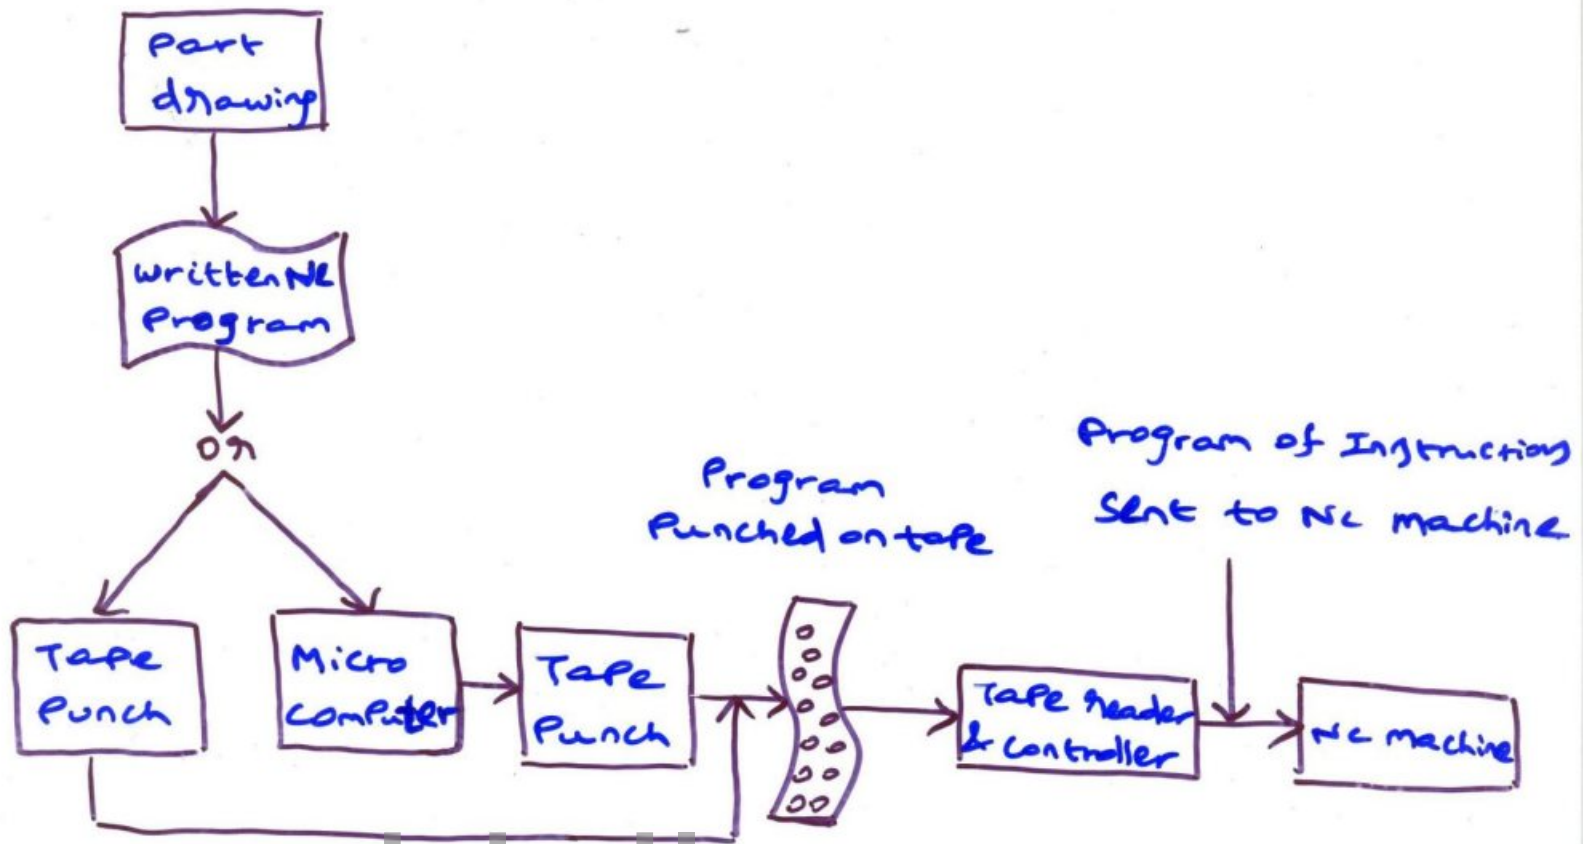 Part
drawing
written NC
Program
or
Tape
Punch
Micro
computer
Tape
Punch
Program
Punched on tape
Tape reader
& controller
Program of Instructions
Sent to NC machine
NC machine